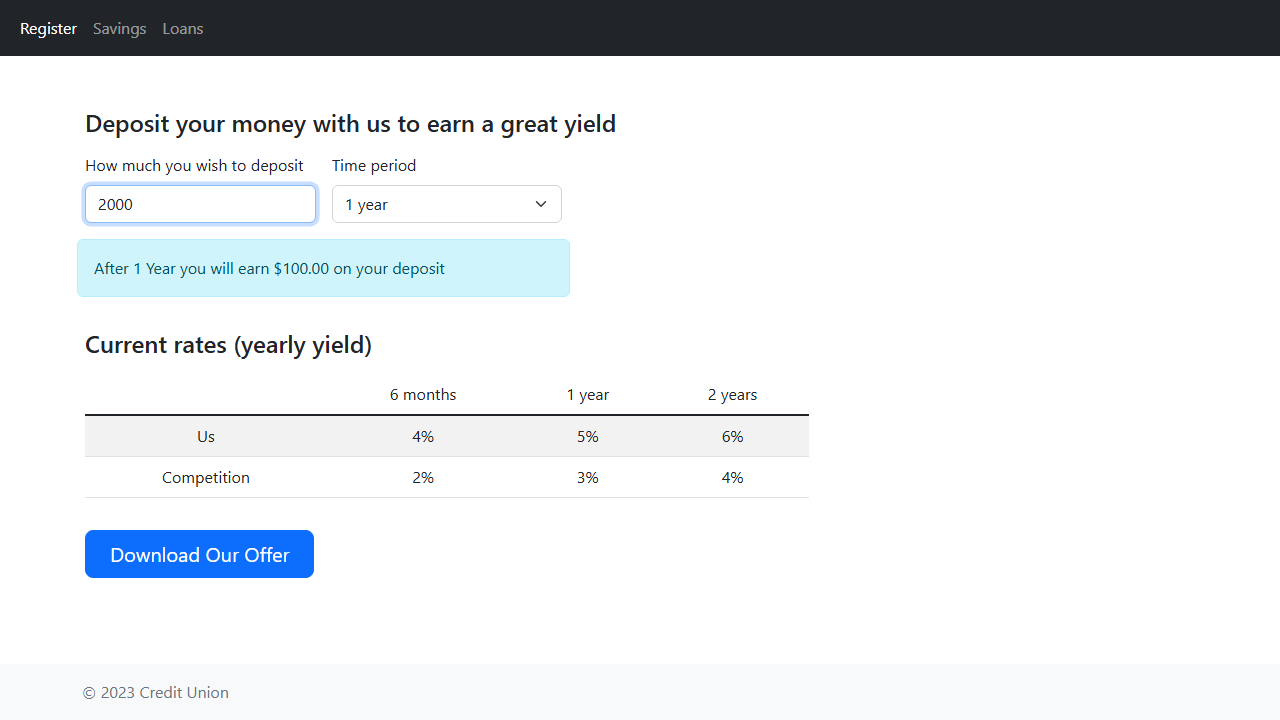 Register Savings Loans
Deposit your money with us to earn a great yield
How much you wish to deposit Time period
2000 1 year
After 1 Year you will earn $100.00 on your deposit
Current rates (yearly yield)
6 months 1 year 2 years
Us 4% 5% 6%
Competition 2% 3% 4%
Download Our Offer
© 2023 Credit Union